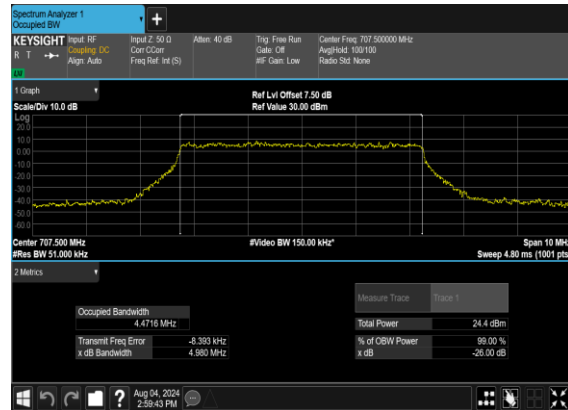 Spectrum Analyzer 1
Occupied BW
KEYSIGHT
R T
Input: RF
Coupling: DC
Align: Auto
Input Z: 50 Ω
Corr CCorr
Freq Ref: Int (S)
Atten: 40 dB
Trig: Free Run
Gate: Off
#IF Gain: Low
Center Freq: 707.500000 MHz
Avg|Hold: 100/100
Radio Std: None
1 Graph
Scale/Div 10.0 dB
Ref Lvl Offset 7.50 dB
Ref Value 30.00 dBm
Log
20.0
10.0
0.00
-10.0
-20.0
-30.0
-40.0
-50.0
-60.0
Center 707.500 MHz
#Res BW 51.000 kHz
#Video BW 150.00 kHz*
Span 10 MHz
Sweep 4.80 ms (1001 pts)
2 Metrics
Measure Trace
Trace 1
Occupied Bandwidth
4.4716 MHz
Total Power
24.4 dBm
Transmit Freq Error
-8.393 kHz
% of OBW Power
99.00 %
x dB Bandwidth
4.980 MHz
x dB
-26.00 dB
?
Aug 04, 2024
2:59:43 PM